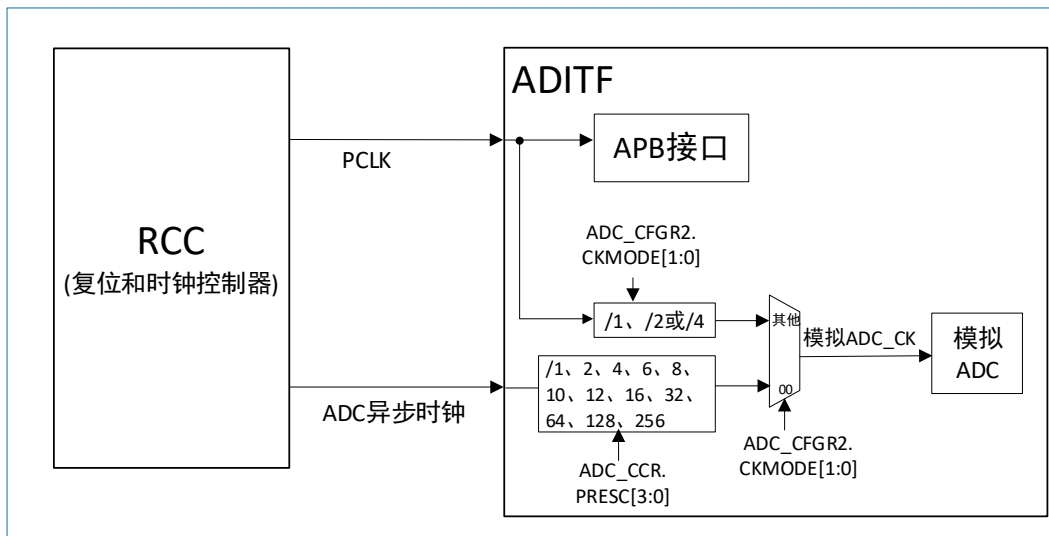 ADITF
PCLK
APB接口
RCC
(复位和时钟控制器)
ADC_CFGR2.
CKMODE[1:0]
/1、/2或/4
其他
模拟ADC_CK
模拟
ADC
/1、2、4、6、8、
10、12、16、32、
64、128、256
00
ADC异步时钟
ADC_CFGR2.
CKMODE[1:0]
ADC_CCR.
PRESC[3:0]